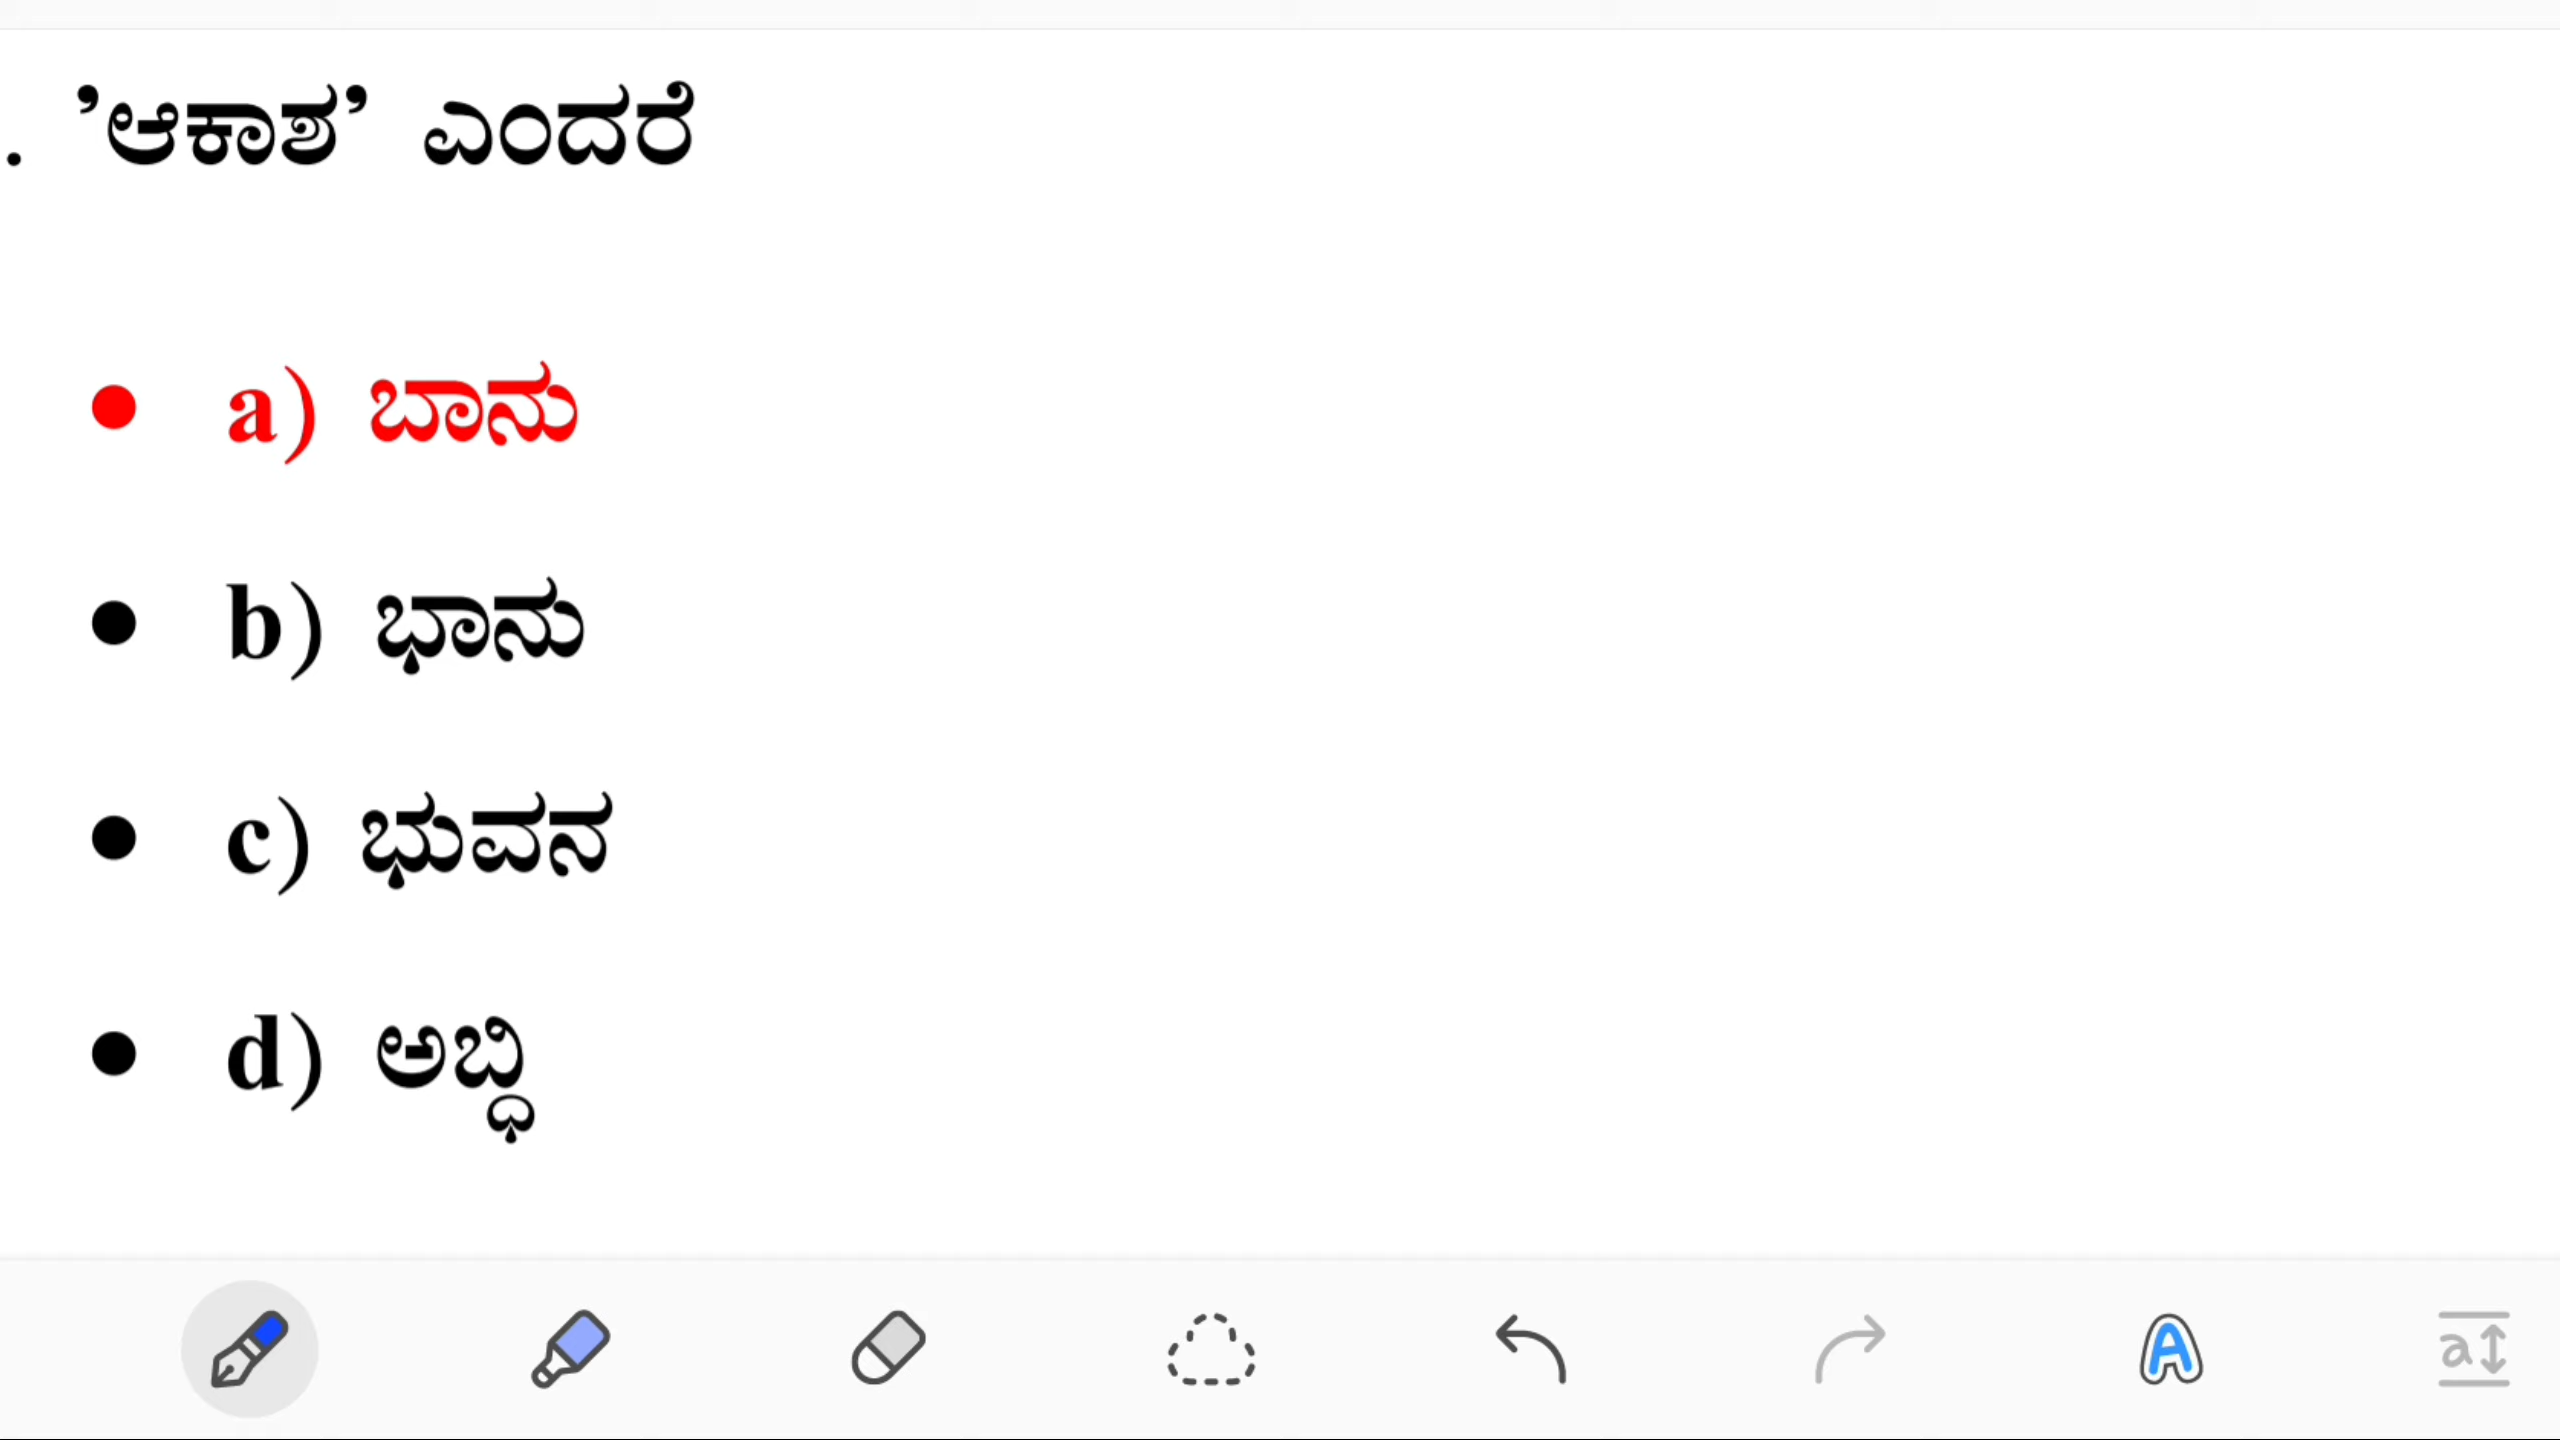 . ’ಆಕಾಶ’ ಎಂದರೆ
• a) ಬಾನು
• b) ಭಾನು
• c) ಭುವನ
• d) ಅಬ್ಧಿ